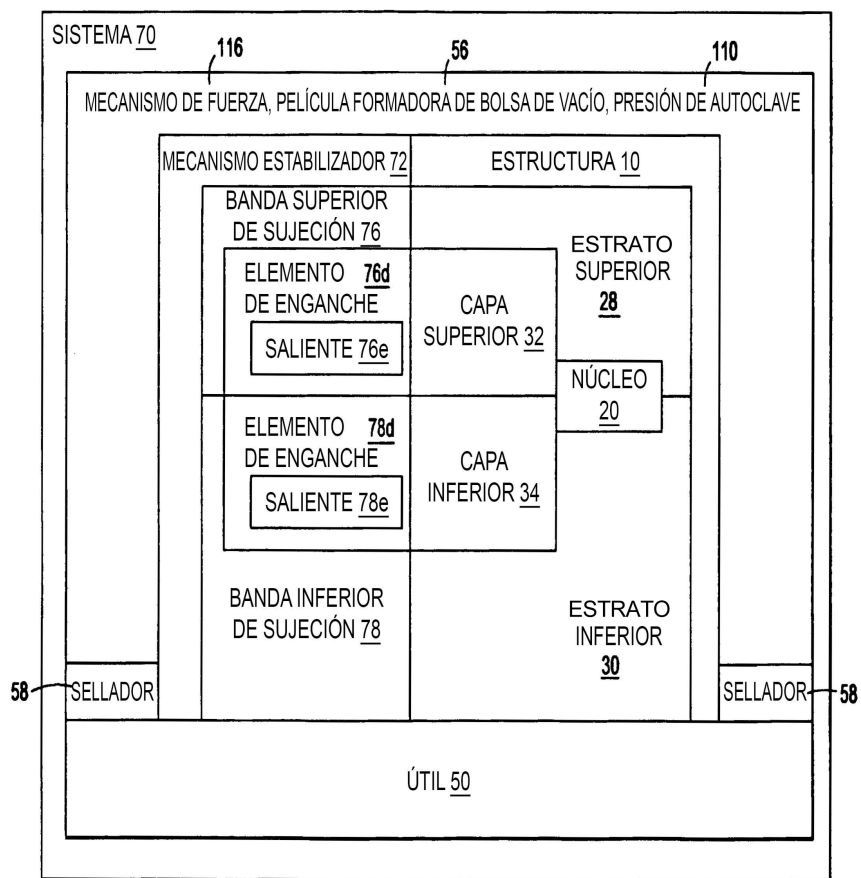 SISTEMA 70
116
56
110
MECANISMO DE FUERZA, PELÍCULA FORMADORA DE BOLSA DE VACÍO, PRESIÓN DE AUTOCLAVE
MECANISMO ESTABILIZADOR 72
ESTRUCTURA 10
BANDA SUPERIOR
DE SUJECIÓN 76
ESTRATO
SUPERIOR
28
ELEMENTO 76d
DE ENGANCHE
SALIENTE 76e
CAPA
SUPERIOR 32
NÚCLEO
20
ELEMENTO 78d
DE ENGANCHE
SALIENTE 78e
CAPA
INFERIOR 34
BANDA INFERIOR
DE SUJECIÓN 78
ESTRATO
INFERIOR
30
58
SELLADOR
SELLADOR
58
ÚTIL 50